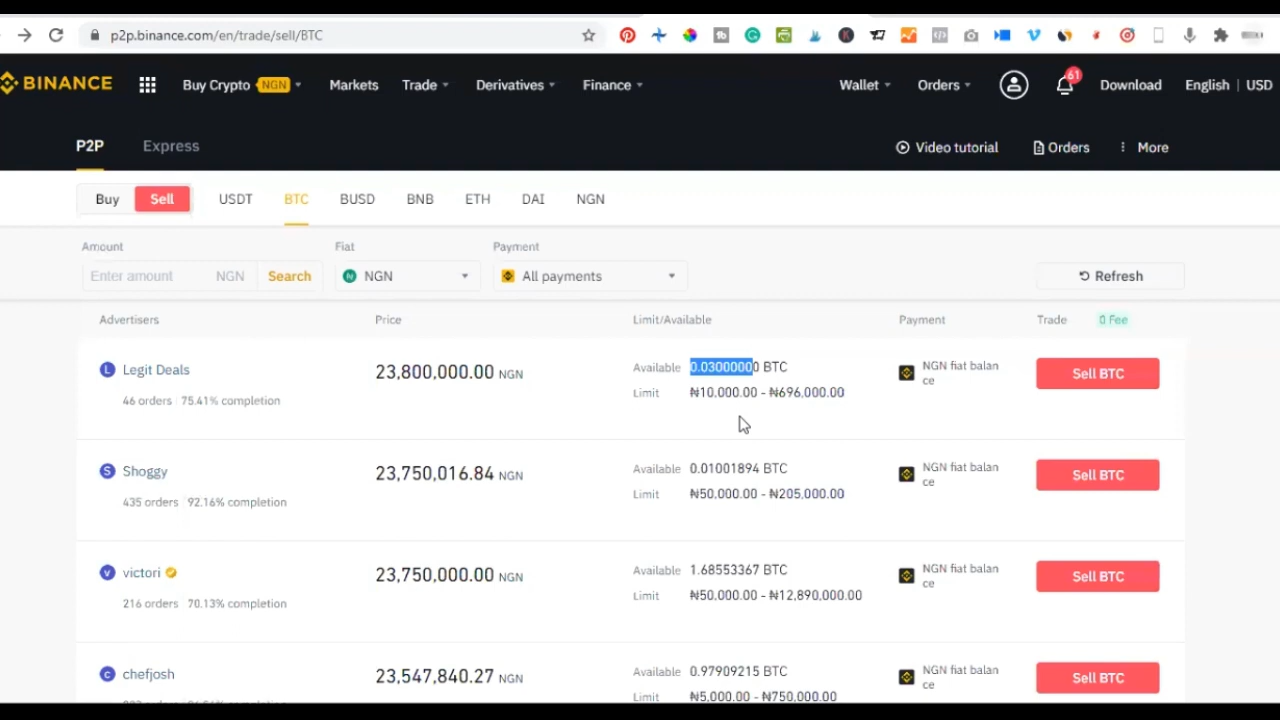 p2p.binance.com/en/trade/sell/BTC
BINANCE Buy Crypto NGN Markets Trade Derivatives Finance Wallet Orders 61 Download English | USD
P2P Express Video tutorial Orders More
Buy Sell USDT BTC BUSD BNB ETH DAI NGN
Amount Fiat Payment
Enter amount NGN Search NGN All payments Refresh
Advertisers Price Limit/Available Payment Trade 0 Fee
L Legit Deals 23,800,000.00 NGN Available 0.03000000 BTC NGN fiat balan
ce Sell BTC
46 orders | 75.41% completion Limit ₦10,000.00 - ₦696,000.00
S Shoggy 23,750,016.84 NGN Available 0.01001894 BTC NGN fiat balan
ce Sell BTC
435 orders | 92.16% completion Limit ₦50,000.00 - ₦205,000.00
v victori 23,750,000.00 NGN Available 1.68553367 BTC NGN fiat balan
ce Sell BTC
216 orders | 70.13% completion Limit ₦50,000.00 - ₦12,890,000.00
c chefjosh 23,547,840.27 NGN Available 0.97909215 BTC NGN fiat balan
ce Sell BTC
Limit ₦5,000.00 - ₦750,000.00